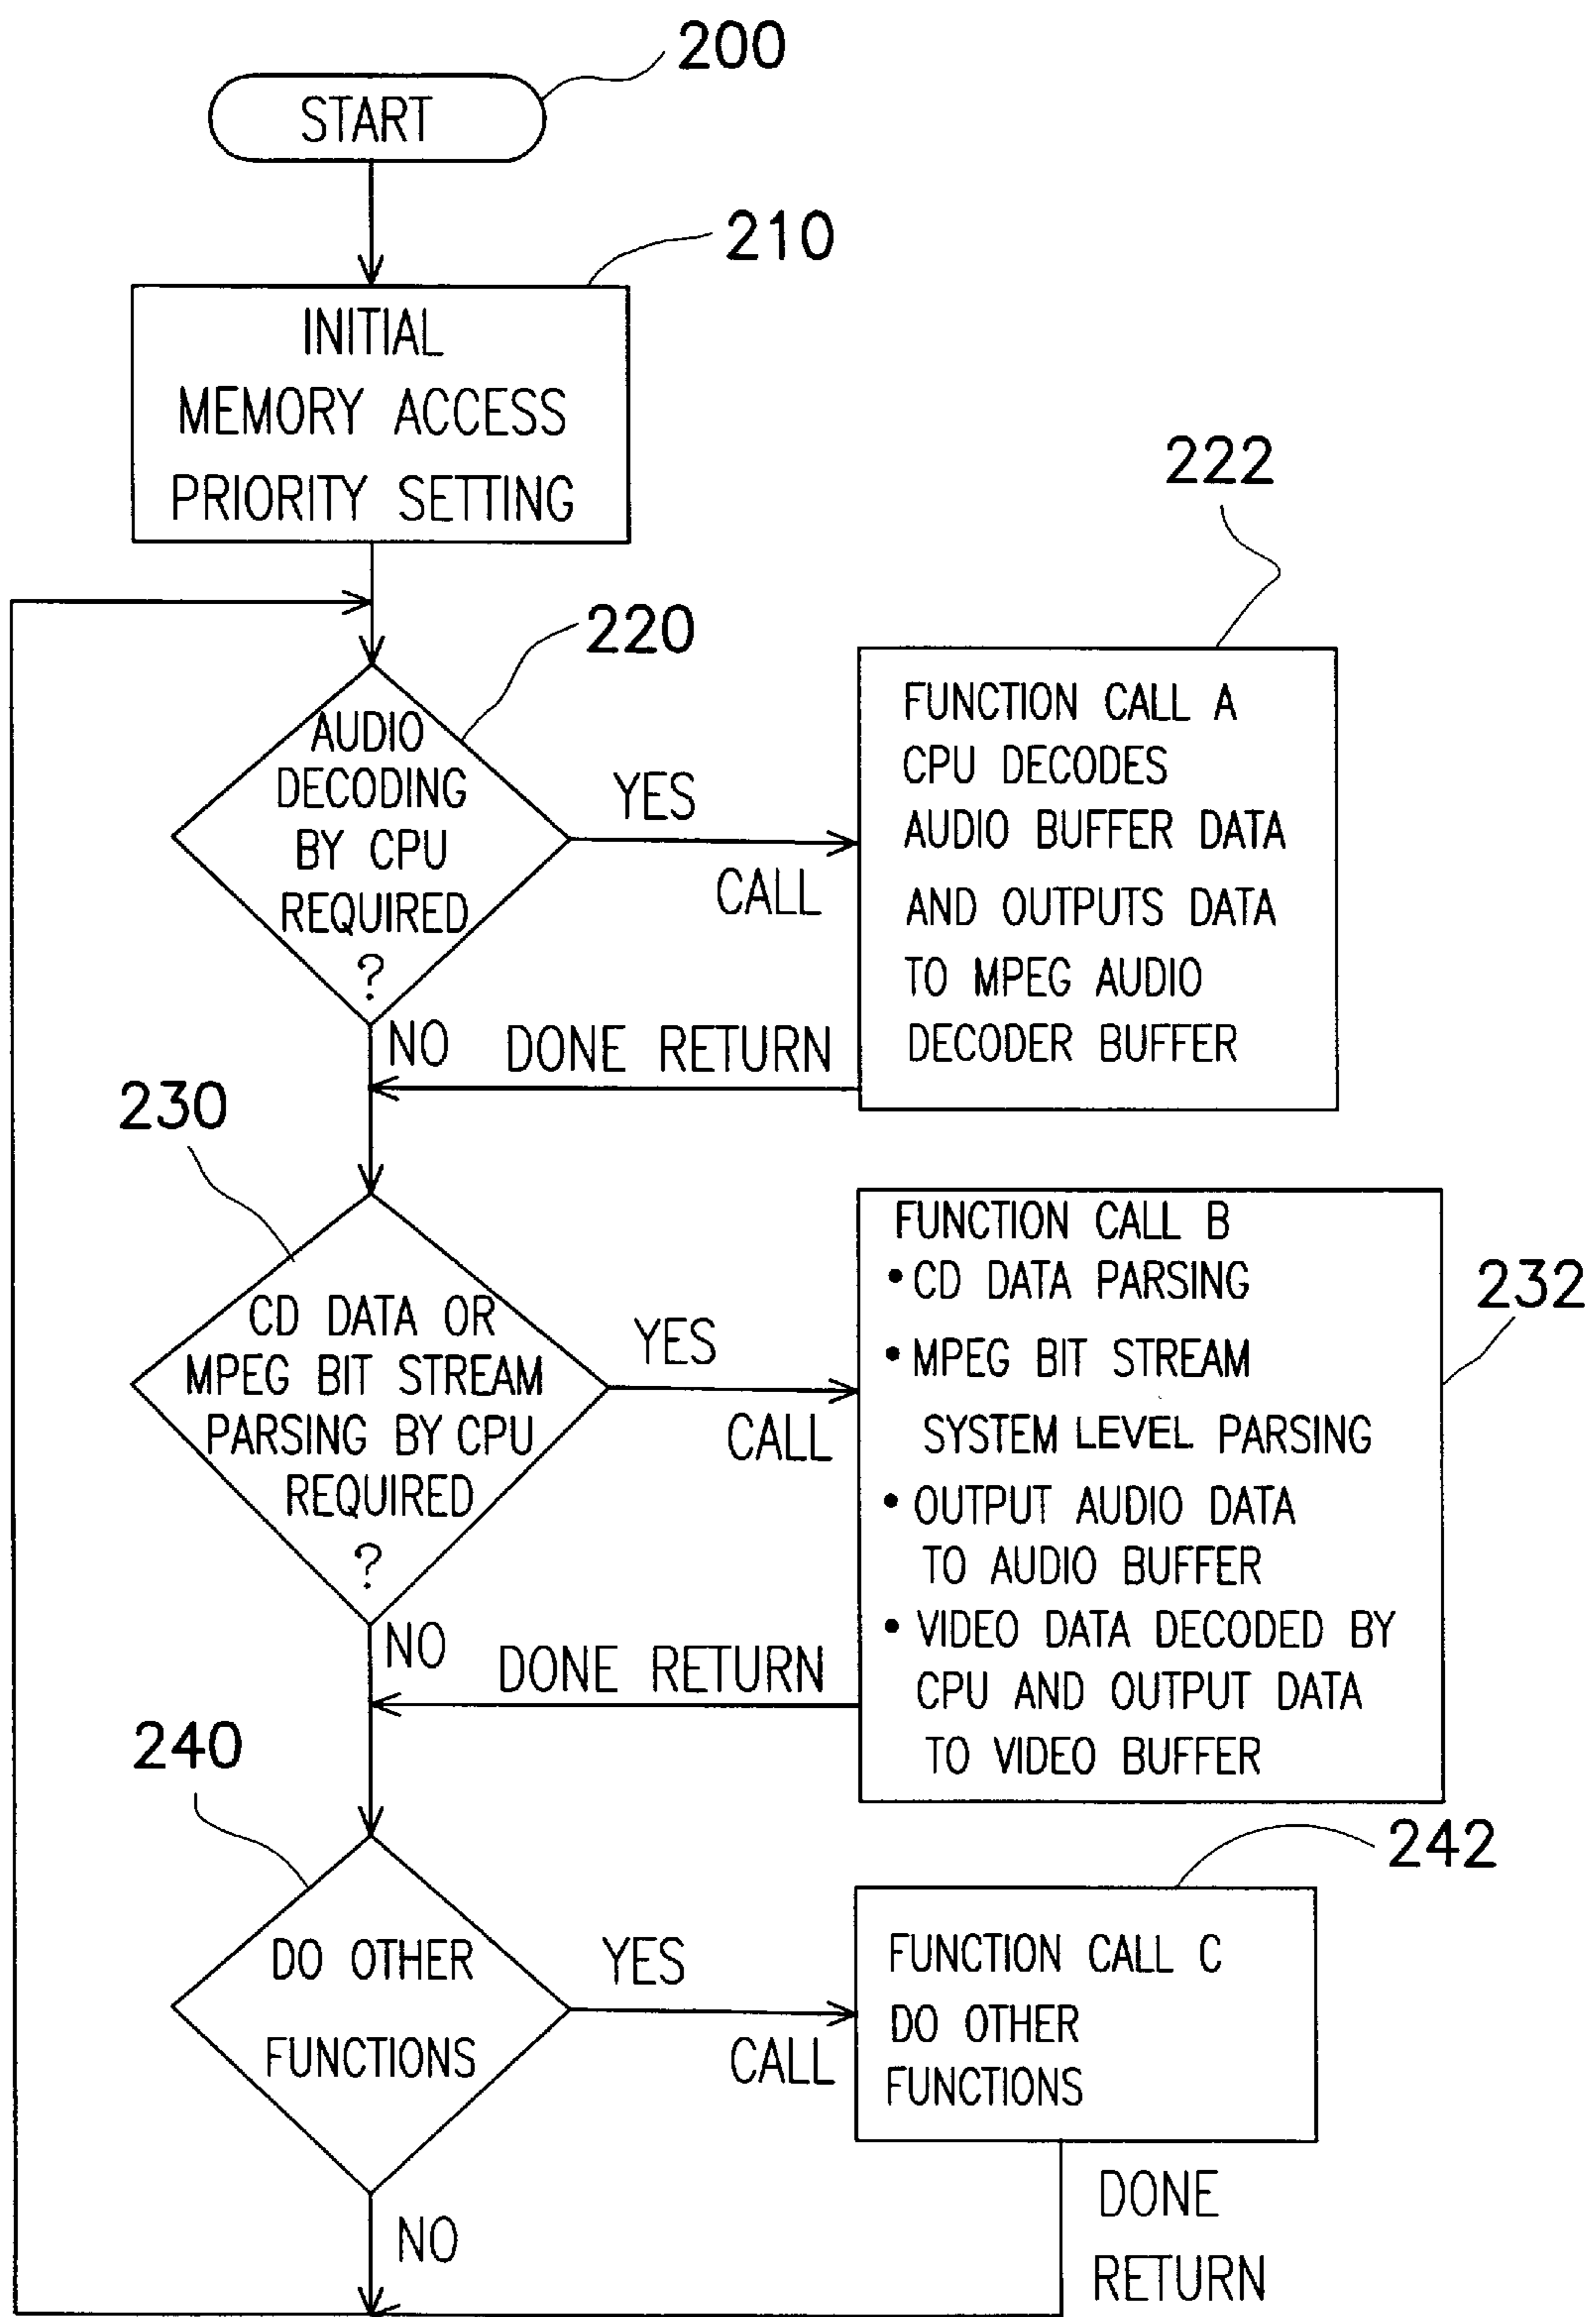 200
START
210
INITIAL
MEMORY ACCESS
PRIORITY SETTING
220
AUDIO
DECODING
BY CPU
REQUIRED
?
YES
CALL
222
FUNCTION CALL A
CPU DECODES
AUDIO BUFFER DATA
AND OUTPUTS DATA
TO MPEG AUDIO
DECODER BUFFER
NO
DONE RETURN
230
CD DATA OR
MPEG BIT STREAM
PARSING BY CPU
REQUIRED
?
YES
CALL
232
FUNCTION CALL B
• CD DATA PARSING
• MPEG BIT STREAM
SYSTEM LEVEL PARSING
• OUTPUT AUDIO DATA
TO AUDIO BUFFER
• VIDEO DATA DECODED BY
CPU AND OUTPUT DATA
TO VIDEO BUFFER
NO
DONE RETURN
240
DO OTHER
FUNCTIONS
YES
CALL
242
FUNCTION CALL C
DO OTHER
FUNCTIONS
NO
DONE
RETURN